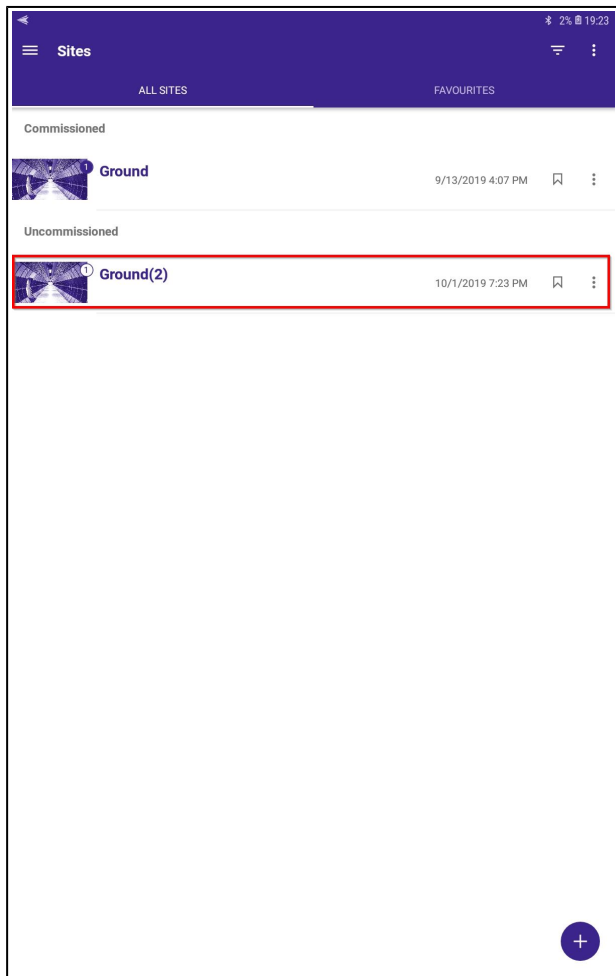 2% 19:23
Sites
ALL SITES FAVOURITES
Commissioned
1 Ground 9/13/2019 4:07 PM
Uncommissioned
1 Ground(2) 10/1/2019 7:23 PM